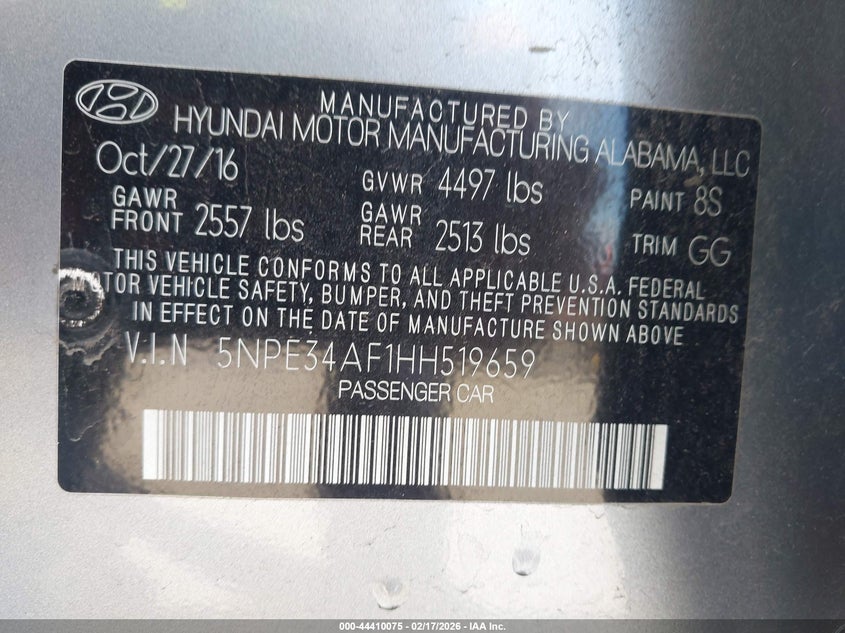 MANUFACTURED BY
HYUNDAI MOTOR MANUFACTURING ALABAMA, LLC
Oct/27/16 GVWR 4497 lbs PAINT 8S
GAWR FRONT 2557 lbs GAWR REAR 2513 lbs TRIM GG
THIS VEHICLE CONFORMS TO ALL APPLICABLE U.S.A. FEDERAL
TOR VEHICLE SAFETY, BUMPER, AND THEFT PREVENTION STANDARDS
IN EFFECT ON THE DATE OF MANUFACTURE SHOWN ABOVE
V.I.N 5NPE34AF1HH519659
PASSENGER CAR
000-44410075 - 02/17/2026 - IAA Inc.